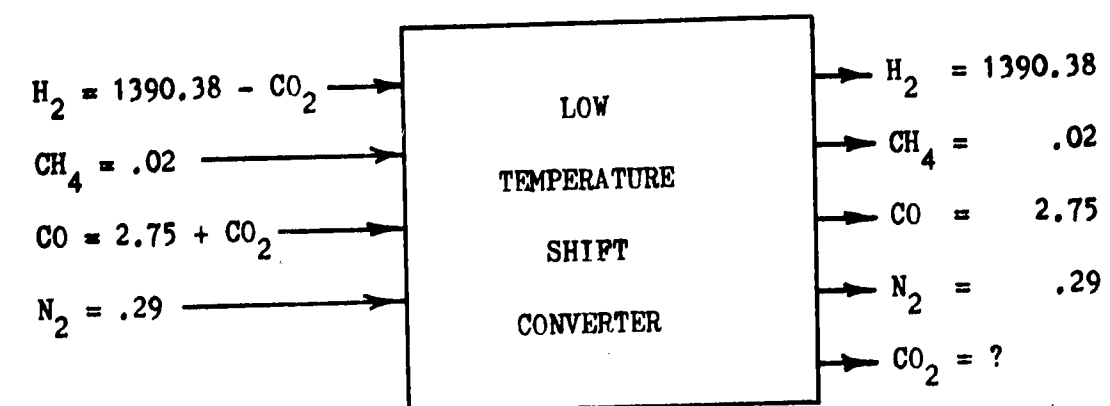 H2 = 1390.38 - CO2
CH4 = .02
CO = 2.75 + CO2
N2 = .29
LOW
TEMPERATURE
SHIFT
CONVERTER
H2 = 1390.38
CH4 = .02
CO = 2.75
N2 = .29
CO2 = ?